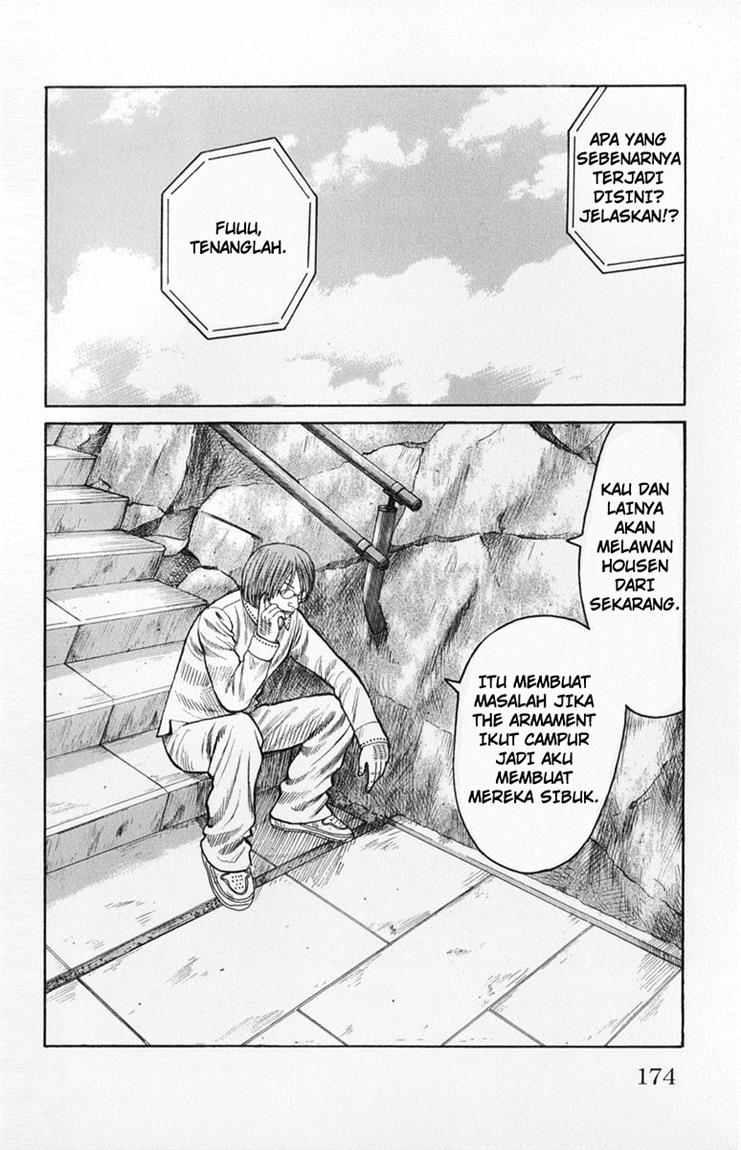 APA YANG
SEBENARNYA
TERJADI
DISINI?
JELASKAN!?
FUUU,
TENANGLAH.
KAU DAN
LAINYA
AKAN
MELAWAN
HOUSEN
DARI
SEKARANG.
ITU MEMBUAT
MASALAH JIKA
THE ARMAMENT
IKUT CAMPUR
JADI AKU
MEMBUAT
MEREKA SIBUK.
174